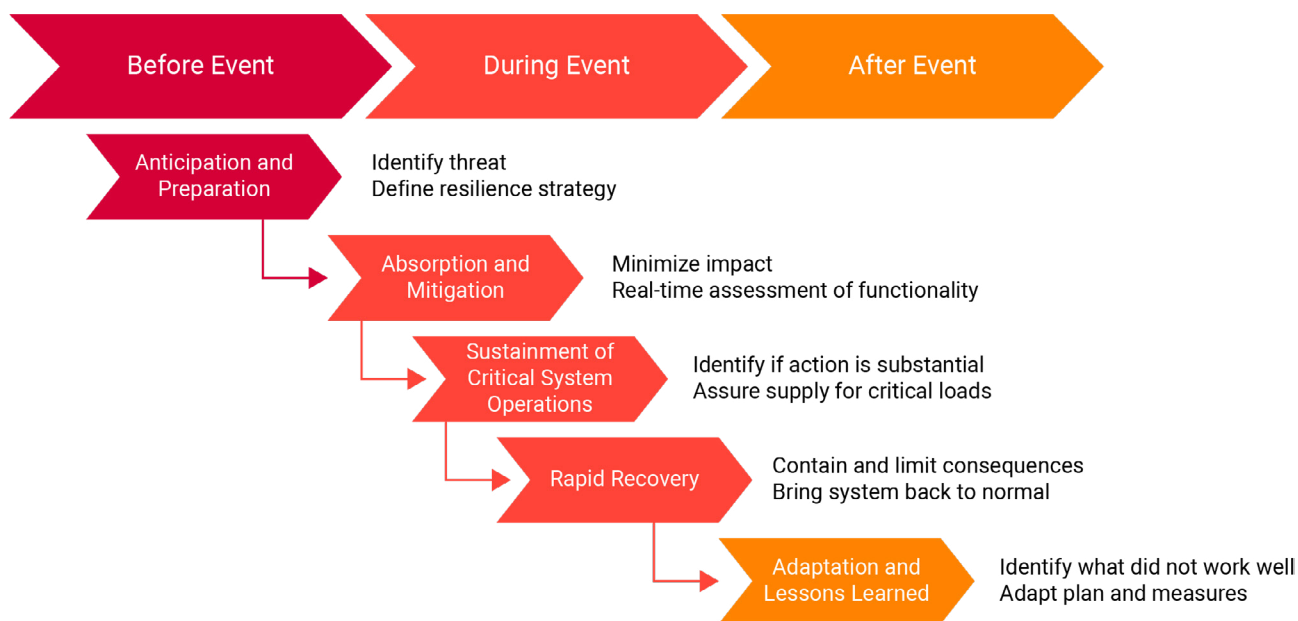 Before Event
During Event
After Event
Anticipation and
Preparation
Identify threat
Define resilience strategy
Absorption and
Mitigation
Minimize impact
Real-time assessment of functionality
Sustainment of
Critical System
Operations
Identify if action is substantial
Assure supply for critical loads
Rapid Recovery
Contain and limit consequences
Bring system back to normal
Adaptation and
Lessons Learned
Identify what did not work well
Adapt plan and measures